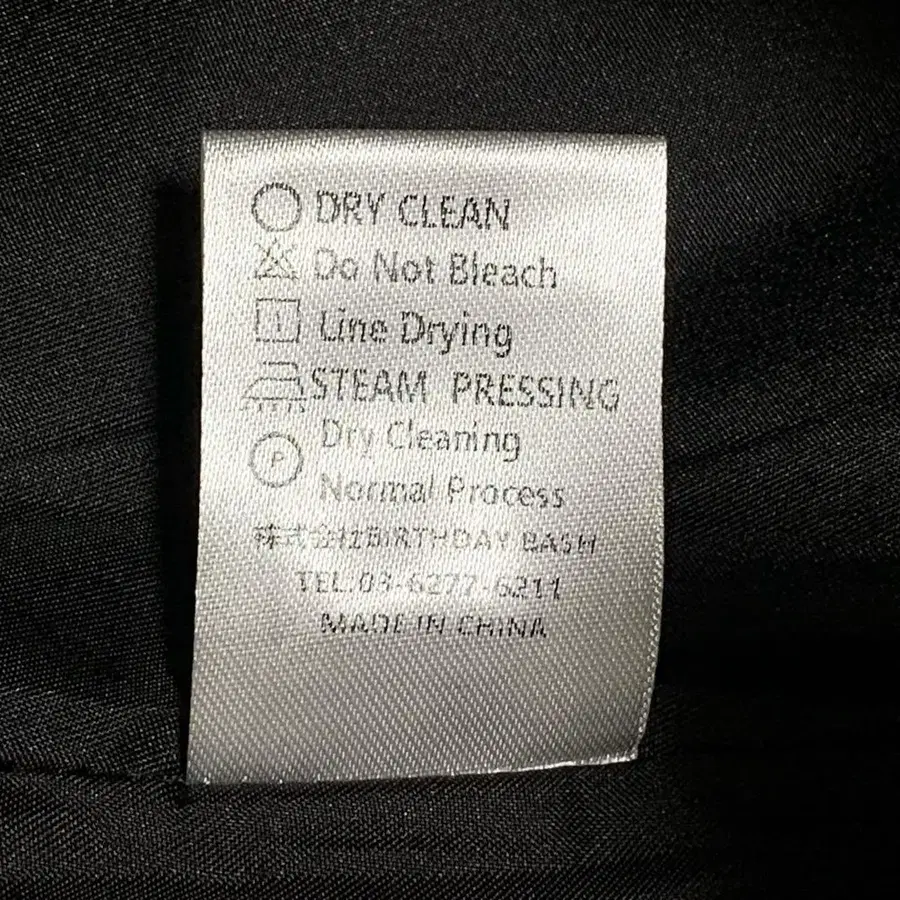 DRY CLEAN
Do Not Bleach
Line Drying
STEAM PRESSING
Dry Cleaning
P
Normal Process
株式会社BIRTHDAY BASH
TEL:03-6277-6211
MADE IN CHINA